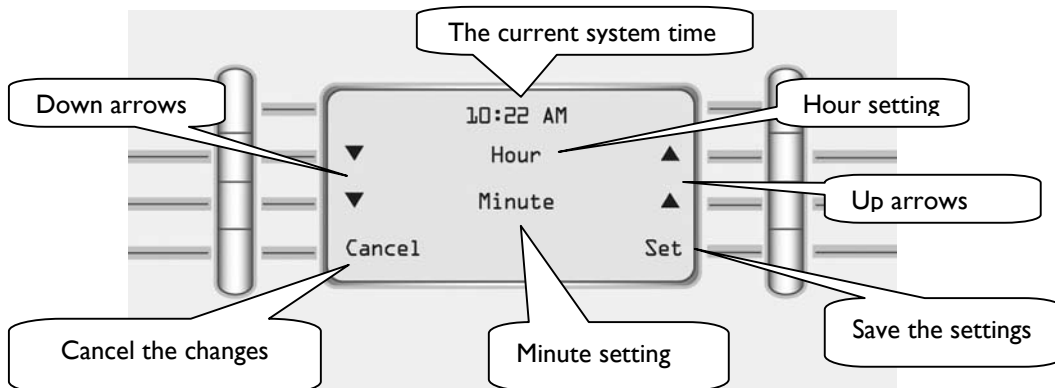 The current system time
Down arrows
Hour setting
10:22 AM
▼ Hour ▲
▼ Minute ▲
Up arrows
Cancel Set
Cancel the changes
Minute setting
Save the settings